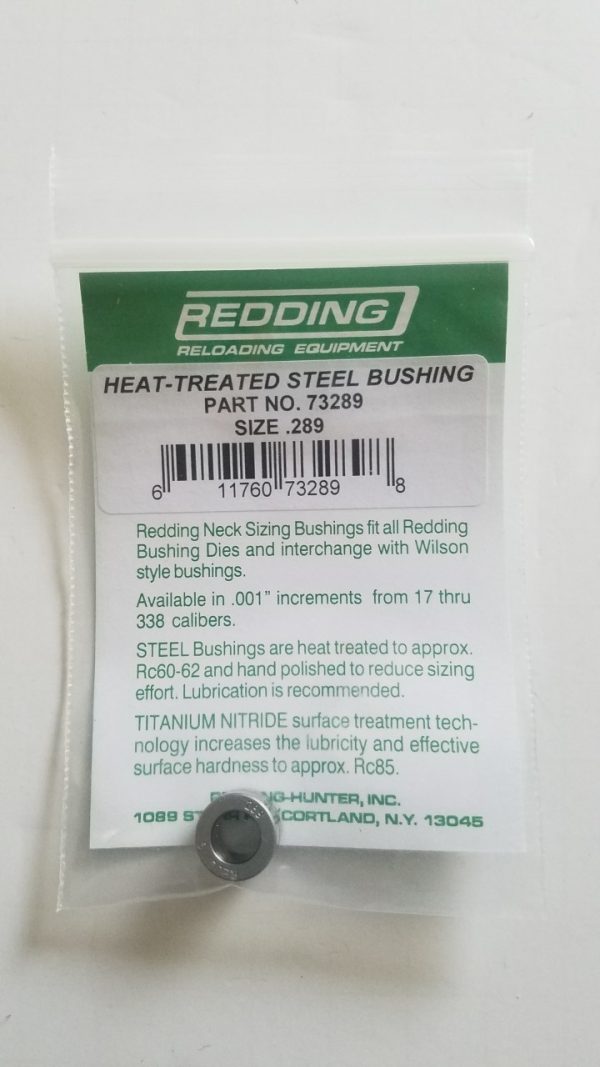 REDDING
RELOADING EQUIPMENT
HEAT-TREATED STEEL BUSHING
PART NO. 73289
SIZE .289
6 11760 73289 8
Redding Neck Sizing Bushings fit all Redding
Bushing Dies and interchange with Wilson
style bushings.
Available in .001" increments from 17 thru
338 calibers.
STEEL Bushings are heat treated to approx.
Rc60-62 and hand polished to reduce sizing
effort. Lubrication is recommended.
TITANIUM NITRIDE surface treatment tech-
nology increases the lubricity and effective
surface hardness to approx. Rc85.
HUNTER, INC.
1089 CORTLAND, N.Y. 13045